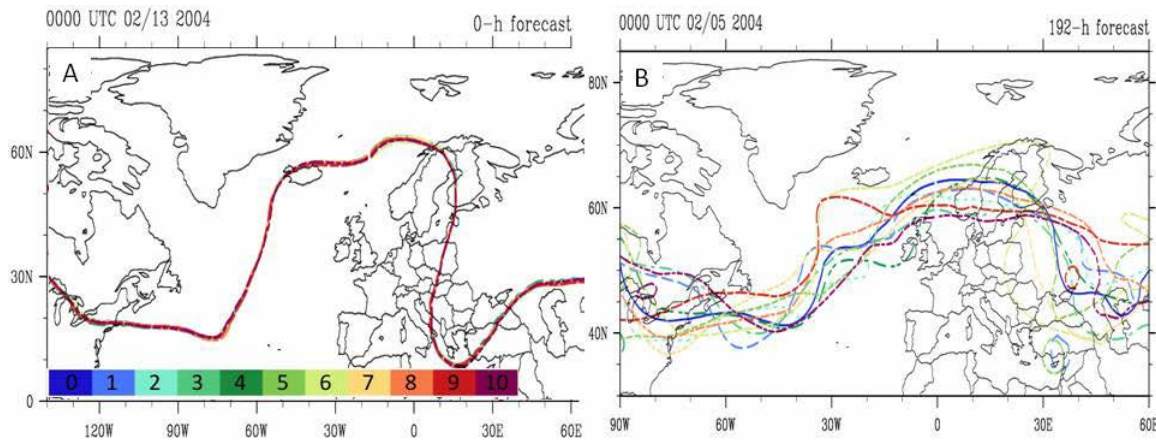 0000 UTC 02/13 2004
0-h forecast
A
60N
30N
0
0 1 2 3 4 5 6 7 8 9 10
120W 90W 60W 30W 0 30E 60E
0000 UTC 02/05 2004
192-h forecast
B
80N
60N
40N
90W 60W 30W 0 30E 60E